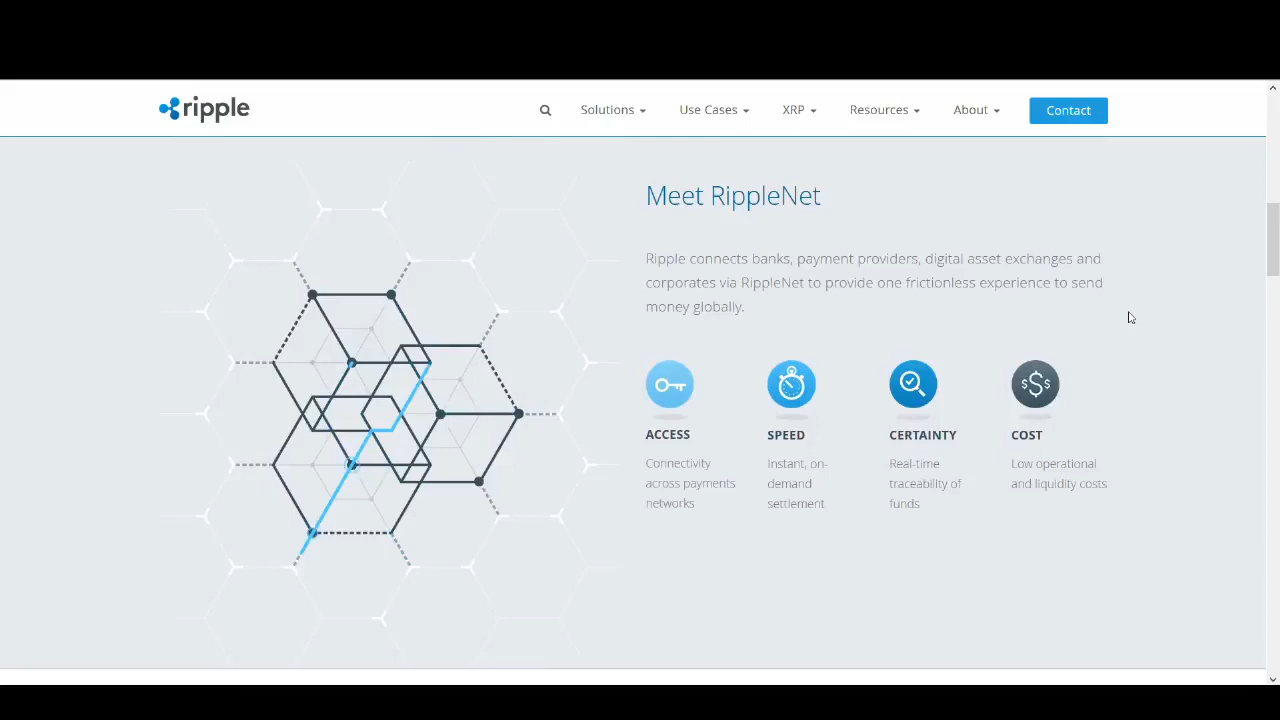 ripple
Solutions
Use Cases
XRP
Resources
About
Contact
Meet RippleNet
Ripple connects banks, payment providers, digital asset exchanges and
corporates via RippleNet to provide one frictionless experience to send
money globally.
ACCESS
Connectivity
across payments
networks
SPEED
Instant, on-
demand
settlement
CERTAINTY
Real-time
traceability of
funds
COST
Low operational
and liquidity costs